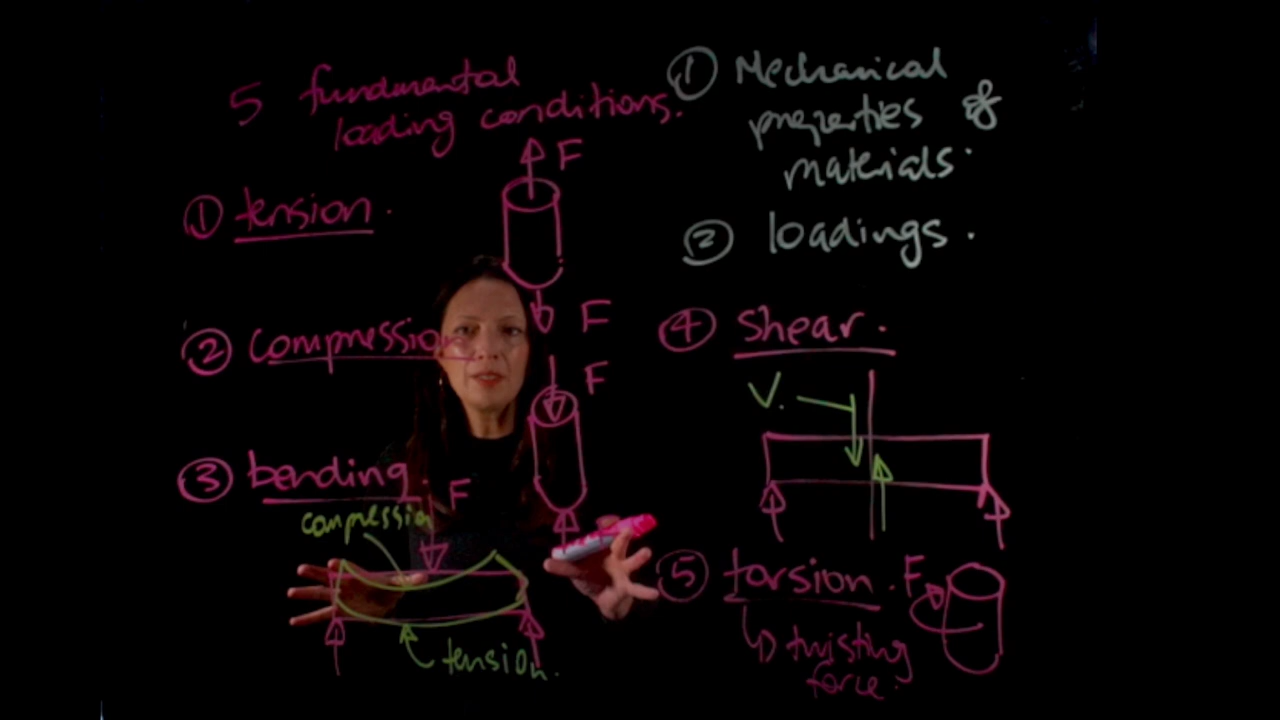 5 fundamental
loading conditions.
① tension.
F
F
② Compression
F
③ bending.
F
compression
tension.
① Mechanical
properties of
materials.
② loadings.
④ Shear.
V.
⑤ torsion. F
↳ twisting
force.